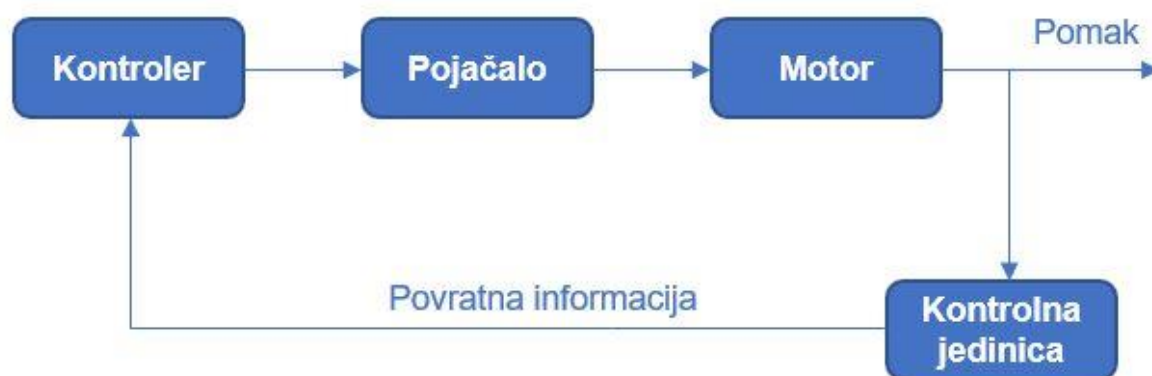 Pomak
Kontroler
Pojačalo
Motor
Povratna informacija
Kontrolna
jedinica